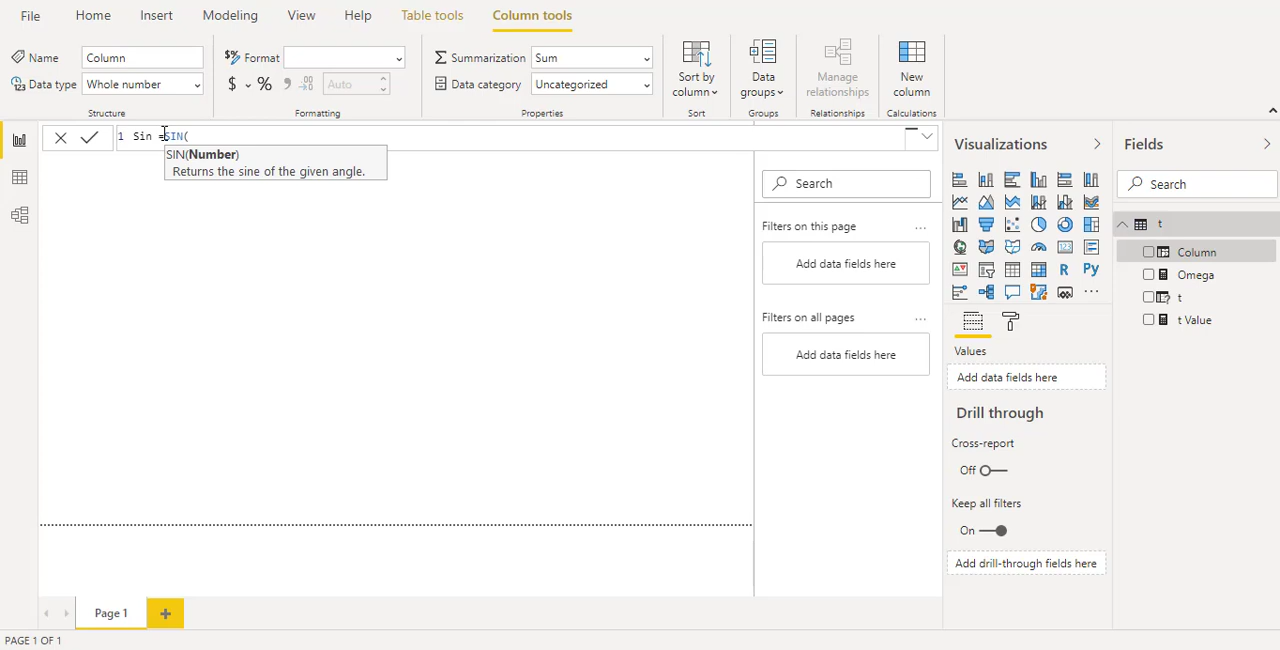 File Home Insert Modeling View Help Table tools Column tools
Name Column
Data type Whole number
Structure
Format
$ % 9 .00 Auto
Formatting
Summarization Sum
Data category Uncategorized
Properties
Sort by
column
Sort
Data
groups
Groups
Manage
relationships
Relationships
New
column
Calculations
1 Sin =SIN(
SIN(Number)
Returns the sine of the given angle.
Search
Filters on this page ...
Add data fields here
Filters on all pages ...
Add data fields here
Visualizations
R Py
123
...
Values
Add data fields here
Drill through
Cross-report
Off
Keep all filters
On
Add drill-through fields here
Fields
Search
t
Column
Omega
t
t Value
Page 1 +
PAGE 1 OF 1